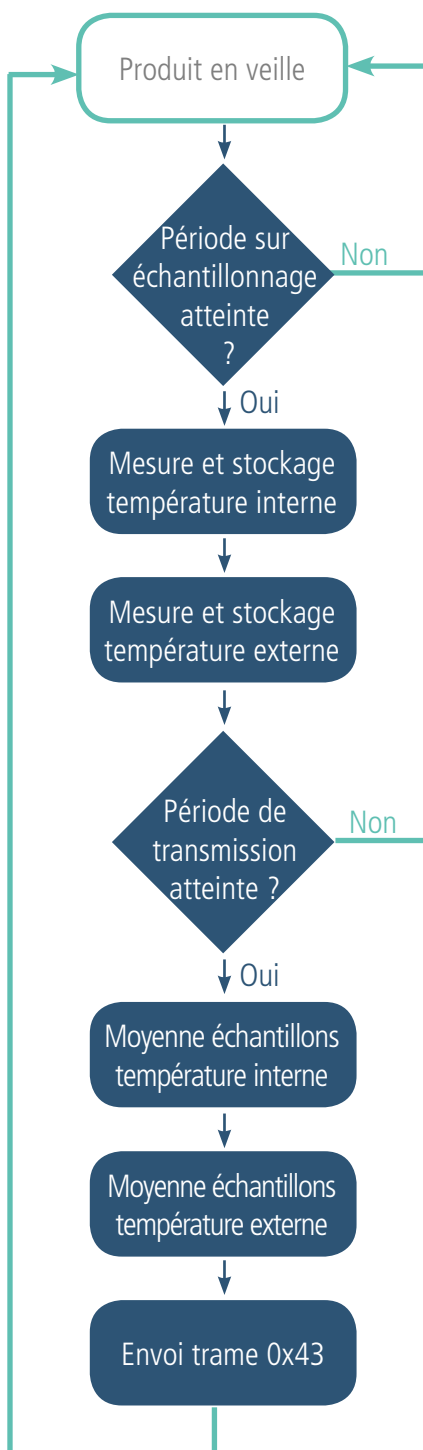 Produit en veille
Période sur
échantillonnage
atteinte
?
Non
Oui
Mesure et stockage
température interne
Mesure et stockage
température externe
Période de
transmission
atteinte ?
Non
Oui
Moyenne échantillons
température interne
Moyenne échantillons
température externe
Envoi trame 0x43